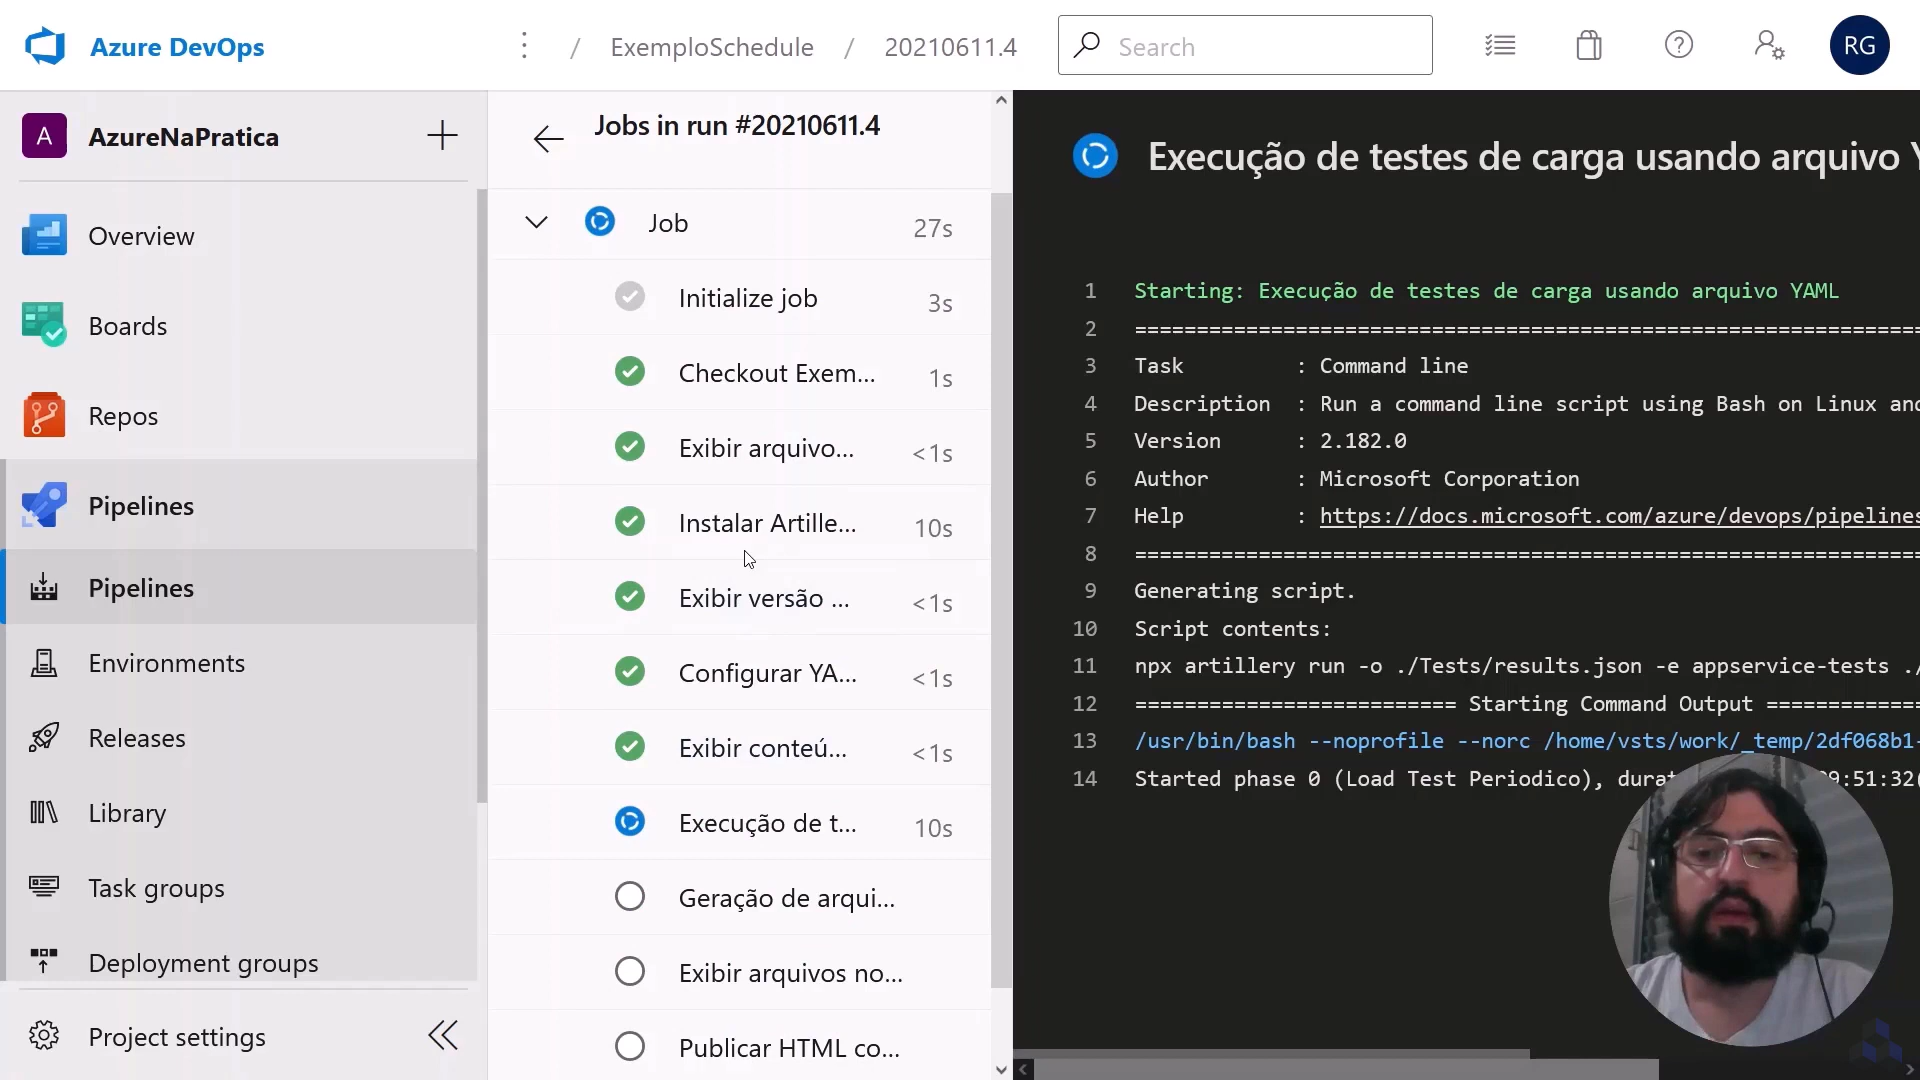 Azure DevOps
/ ExemploSchedule / 20210611.4
Search
RG
A AzureNaPratica
Overview
Boards
Repos
Pipelines
Pipelines
Environments
Releases
Library
Task groups
Deployment groups
Project settings
Jobs in run #20210611.4
Job 27s
Initialize job 3s
Checkout Exem... 1s
Exibir arquivo... <1s
Instalar Artille... 10s
Exibir versão ... <1s
Configurar YA... <1s
Exibir conteú... <1s
Execução de t... 10s
Geração de arqui...
Exibir arquivos no...
Publicar HTML co...
Execução de testes de carga usando arquivo Y
1 Starting: Execução de testes de carga usando arquivo YAML
2 ================================================================
3 Task : Command line
4 Description : Run a command line script using Bash on Linux and
5 Version : 2.182.0
6 Author : Microsoft Corporation
7 Help : https://docs.microsoft.com/azure/devops/pipelines
8 ================================================================
9 Generating script.
10 Script contents:
11 npx artillery run -o ./Tests/results.json -e appservice-tests ./
12 ========================== Starting Command Output =============
13 /usr/bin/bash --noprofile --norc /home/vsts/work/_temp/2df068b1-
14 Started phase 0 (Load Test Periodico), durat 9:51:32(